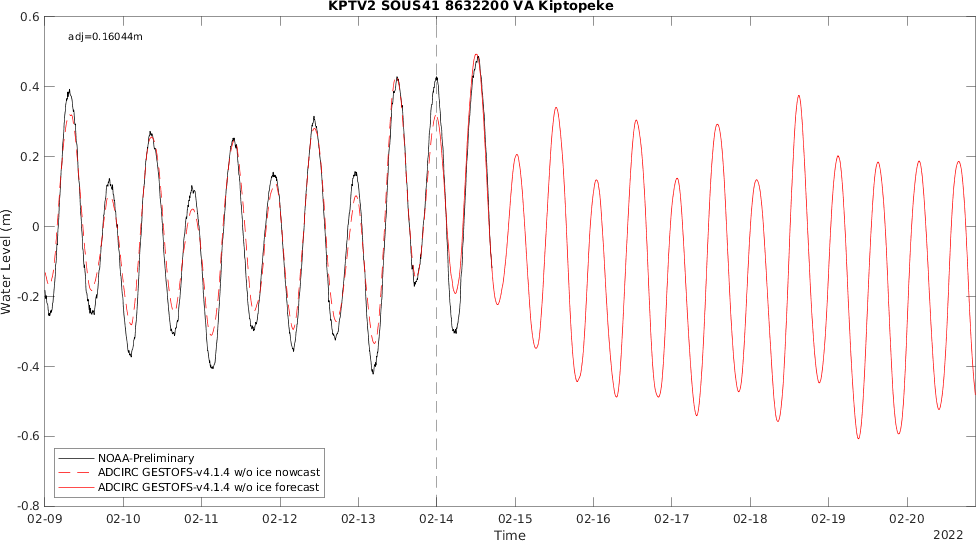 KPTV2 SOUS41 8632200 VA Kiptopeke
adj=0.16044m
0.6
0.4
0.2
0
-0.2
-0.4
-0.6
-0.8
Water Level (m)
NOAA-Preliminary
ADCIRC GESTOFS-v4.1.4 w/o ice nowcast
ADCIRC GESTOFS-v4.1.4 w/o ice forecast
02-09 02-10 02-11 02-12 02-13 02-14 02-15 02-16 02-17 02-18 02-19 02-20
Time
2022